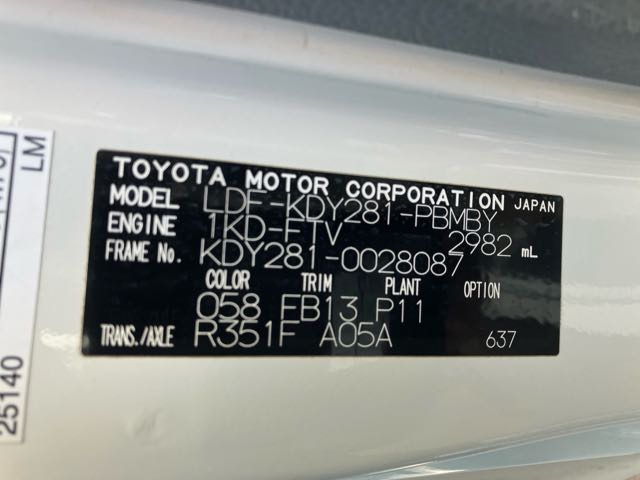 TOYOTA MOTOR CORPORATION JAPAN
MODEL LDF-KDY281-PBMBY
ENGINE 1KD-FTV 2982 mL
FRAME No. KDY281-0028087
COLOR TRIM PLANT OPTION
058 FB13 P11
TRANS./AXLE R351F A05A 637
LM
25140